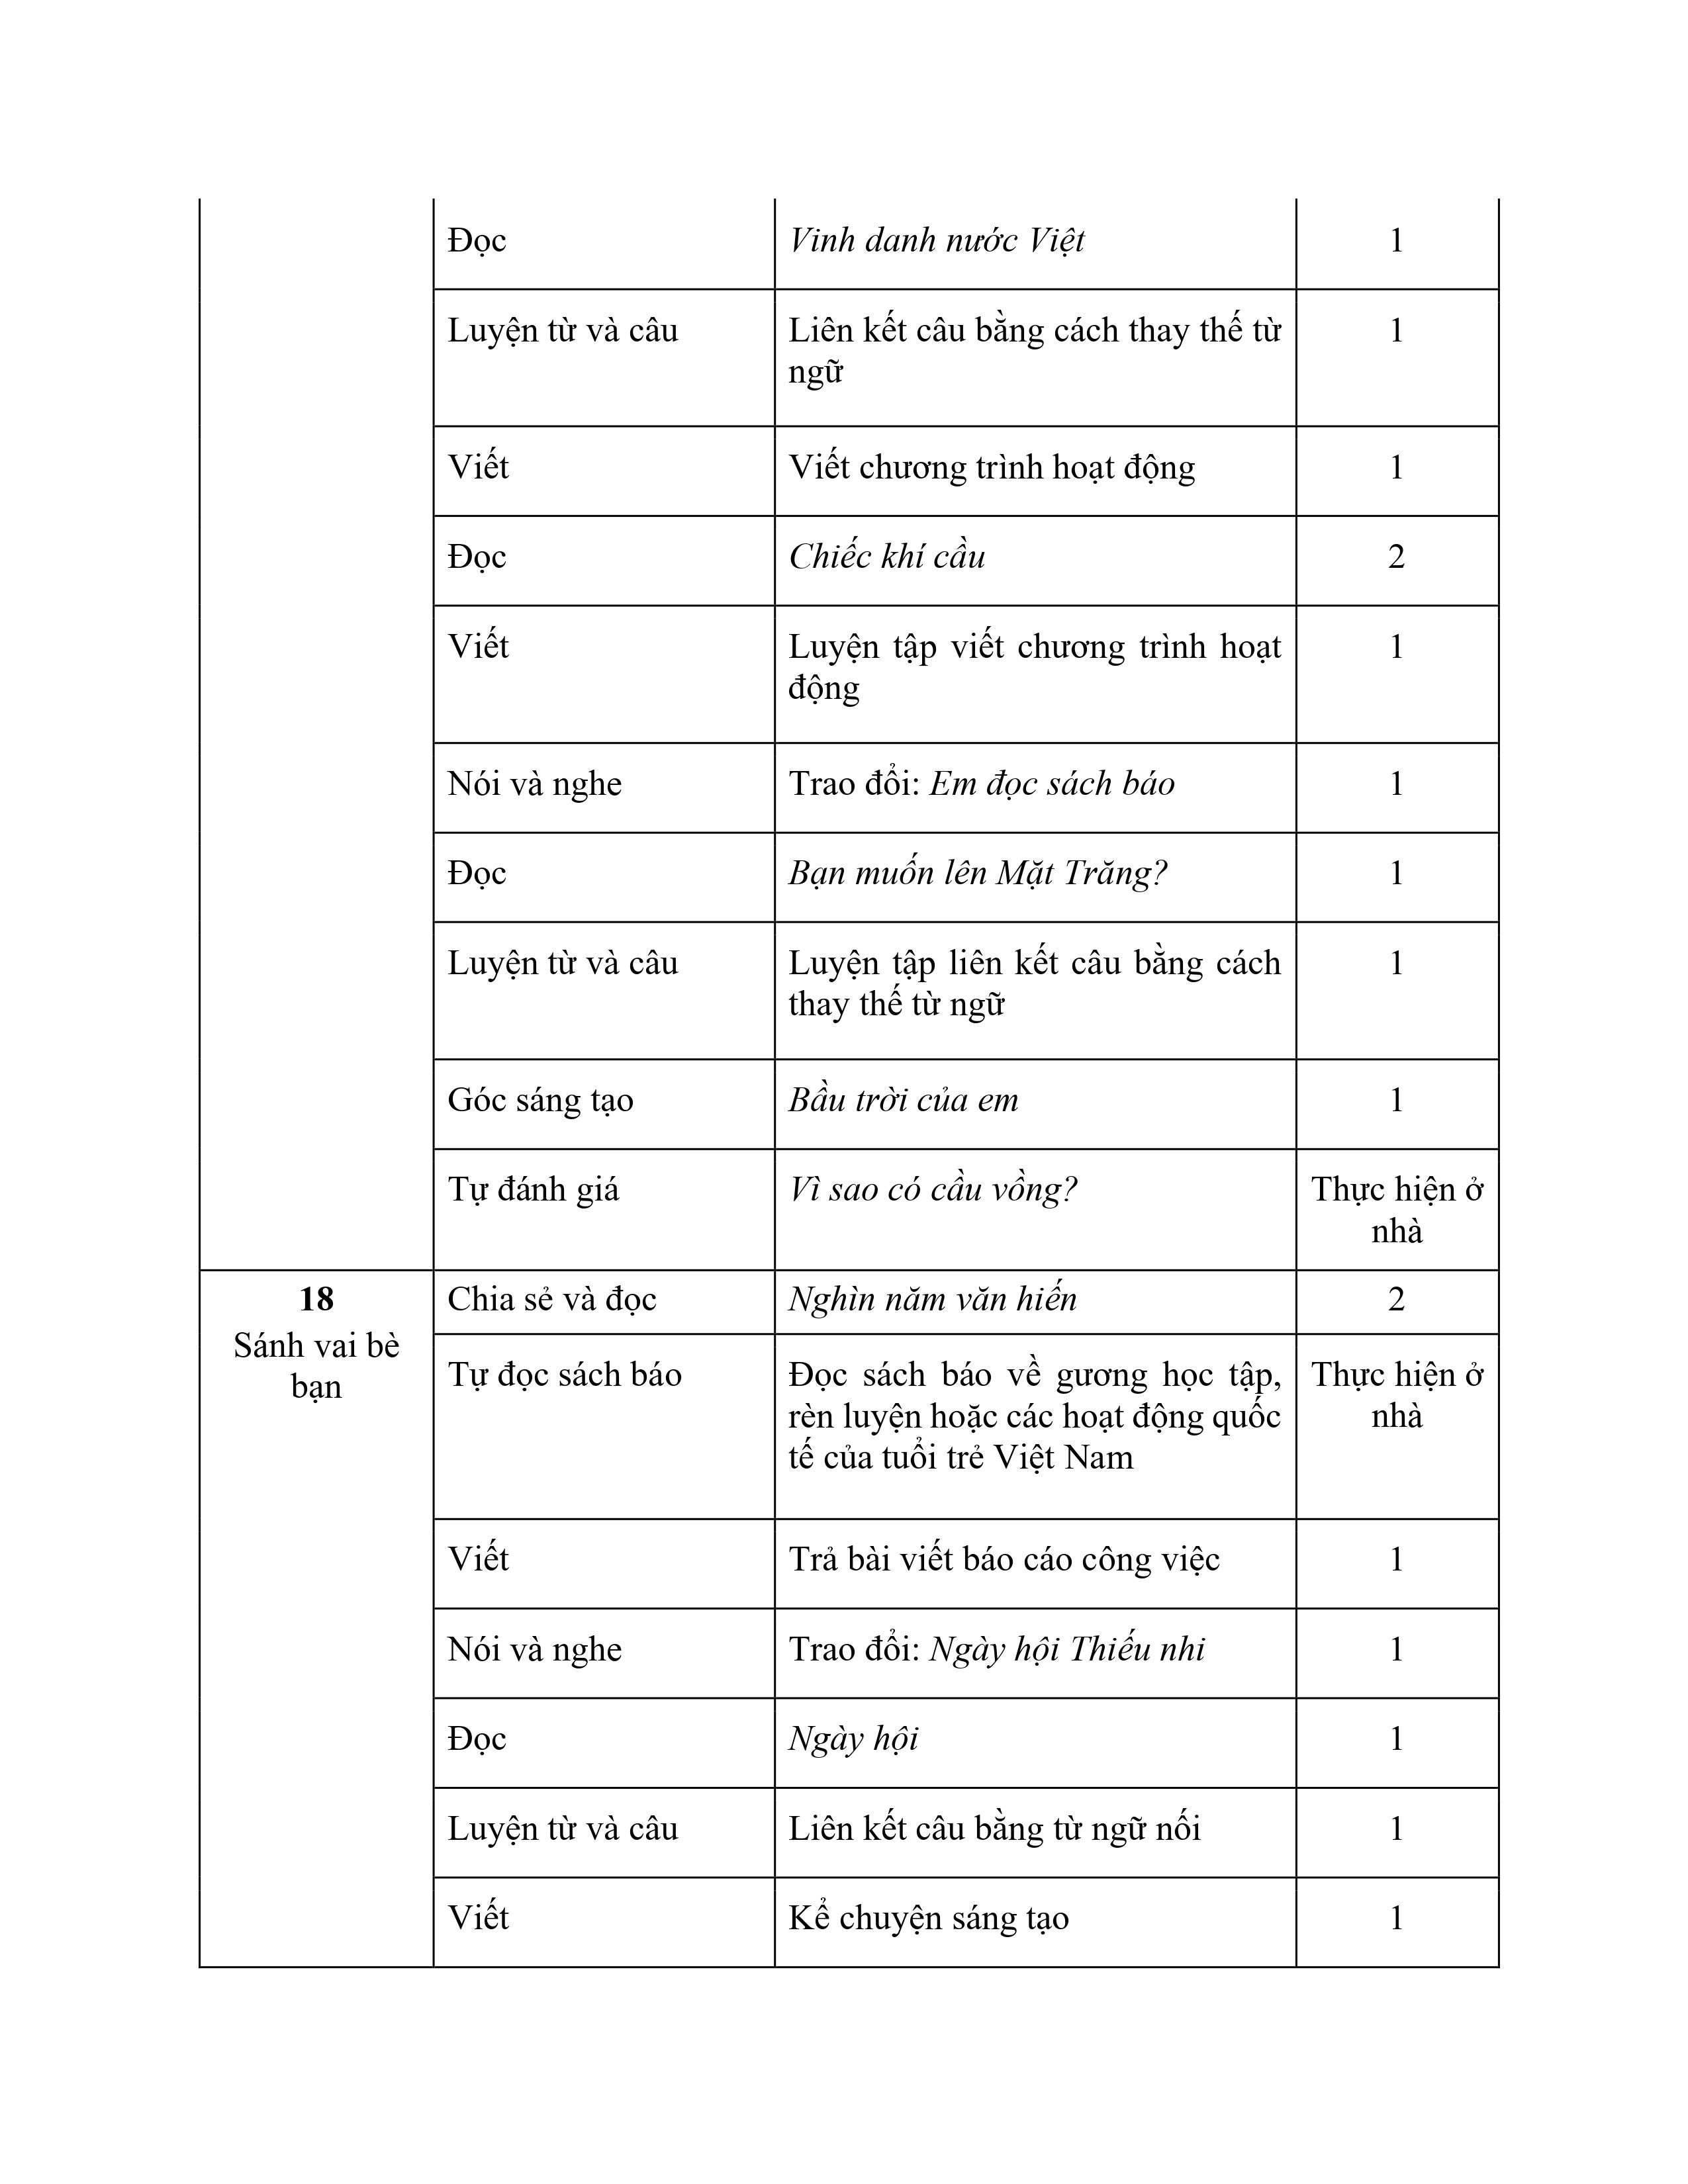 Đọc Vinh danh nước Việt 1
Luyện từ và câu Liên kết câu bằng cách thay thế từ 1
ngữ
Viết Viết chương trình hoạt động 1
Đọc Chiếc khí cầu 2
Viết Luyện tập viết chương trình hoạt 1
động
Nói và nghe Trao đổi: Em đọc sách báo 1
Đọc Bạn muốn lên Mặt Trăng? 1
Luyện từ và câu Luyện tập liên kết câu bằng cách 1
thay thế từ ngữ
Góc sáng tạo Bầu trời của em 1
Tự đánh giá Vì sao có cầu vồng? Thực hiện ở
nhà
18 Chia sẻ và đọc Nghìn năm văn hiến 2
Sánh vai bè
bạn
Tự đọc sách báo Đọc sách báo về gương học tập, Thực hiện ở
rèn luyện hoặc các hoạt động quốc nhà
tế của tuổi trẻ Việt Nam
Viết Trả bài viết báo cáo công việc 1
Nói và nghe Trao đổi: Ngày hội Thiếu nhi 1
Đọc Ngày hội 1
Luyện từ và câu Liên kết câu bằng từ ngữ nối 1
Viết Kể chuyện sáng tạo 1